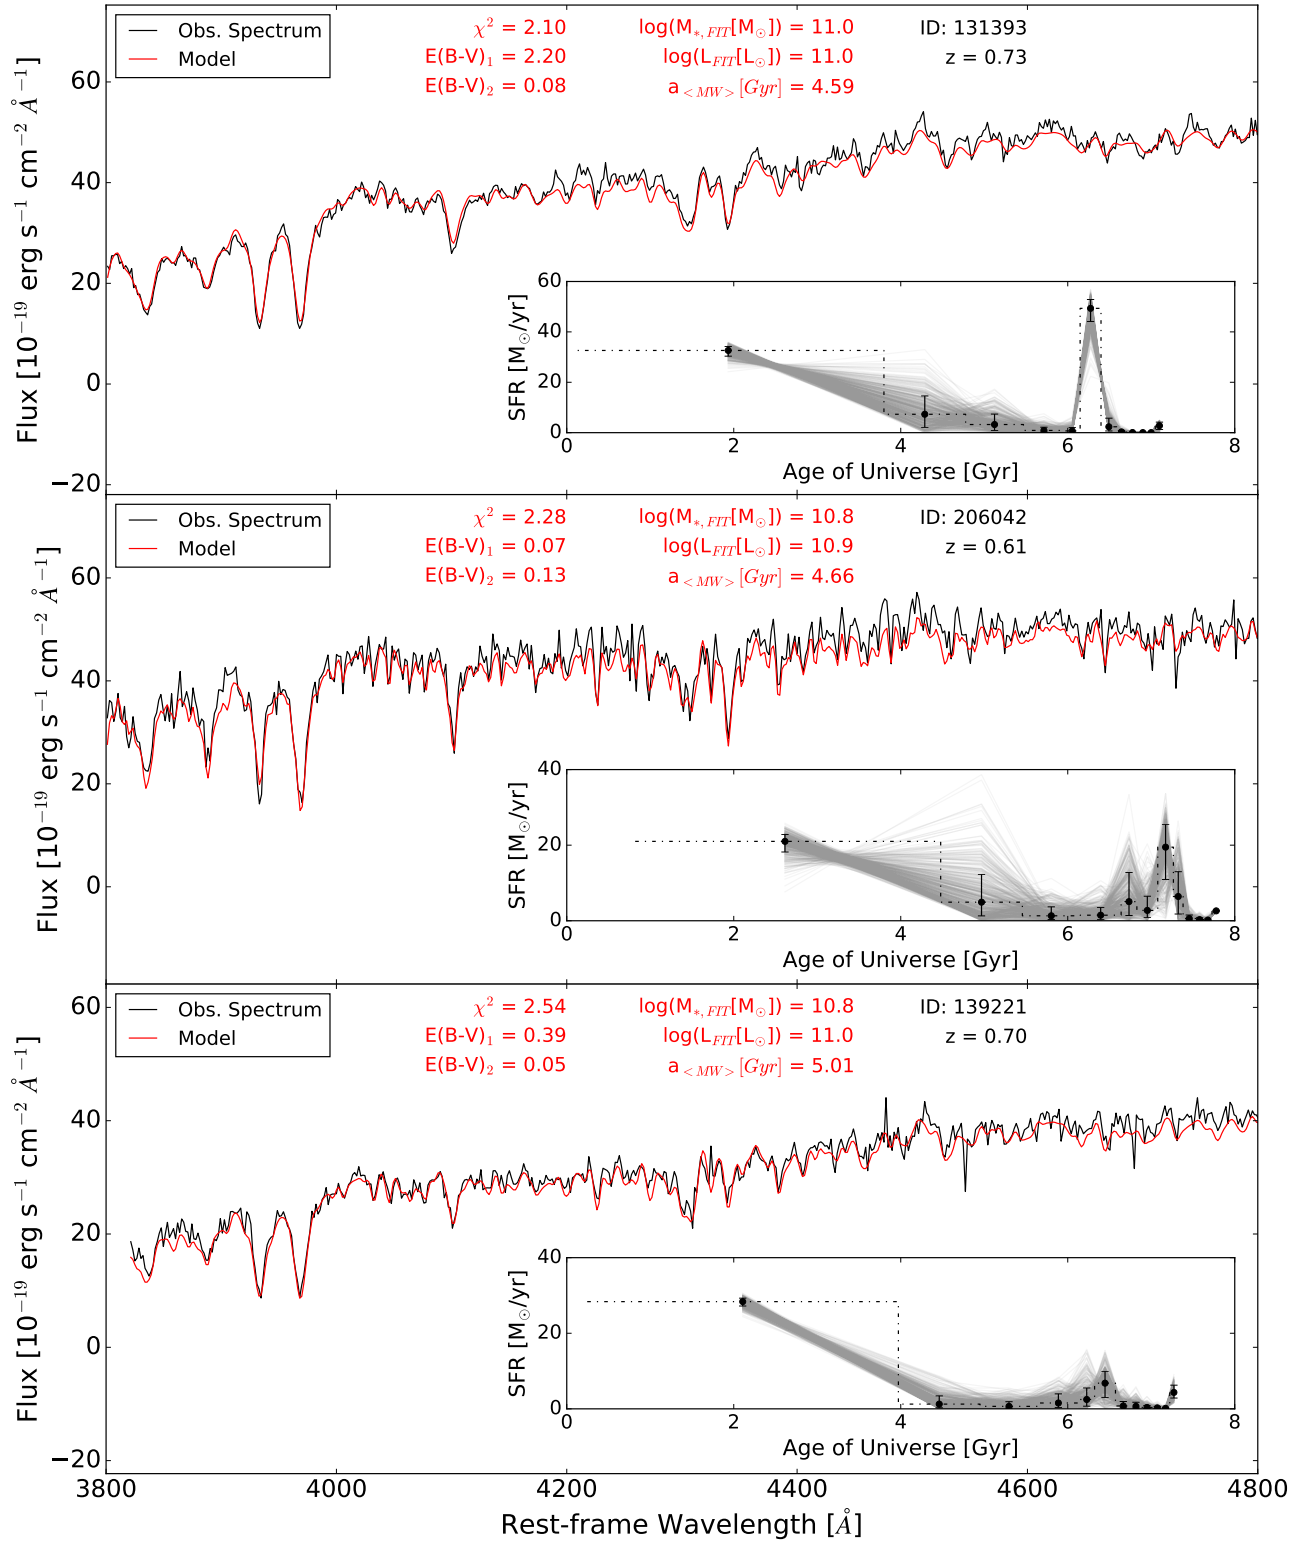 Obs. Spectrum
Model
χ² = 2.10
E(B-V)₁ = 2.20
E(B-V)₂ = 0.08
log(M*,FIT[M⊙]) = 11.0
log(LFIT[L⊙]) = 11.0
a<MW>[Gyr] = 4.59
ID: 131393
z = 0.73
Flux [10⁻¹⁹ erg s⁻¹ cm⁻² Å⁻¹]
60
40
20
0
−20
SFR [M⊙/yr]
60
40
20
0
0 2 4 6 8
Age of Universe [Gyr]
Obs. Spectrum
Model
χ² = 2.28
E(B-V)₁ = 0.07
E(B-V)₂ = 0.13
log(M*,FIT[M⊙]) = 10.8
log(LFIT[L⊙]) = 10.9
a<MW>[Gyr] = 4.66
ID: 206042
z = 0.61
Flux [10⁻¹⁹ erg s⁻¹ cm⁻² Å⁻¹]
60
40
20
0
SFR [M⊙/yr]
40
20
0
0 2 4 6 8
Age of Universe [Gyr]
Obs. Spectrum
Model
χ² = 2.54
E(B-V)₁ = 0.39
E(B-V)₂ = 0.05
log(M*,FIT[M⊙]) = 10.8
log(LFIT[L⊙]) = 11.0
a<MW>[Gyr] = 5.01
ID: 139221
z = 0.70
Flux [10⁻¹⁹ erg s⁻¹ cm⁻² Å⁻¹]
60
40
20
0
−20
SFR [M⊙/yr]
40
20
0
0 2 4 6 8
Age of Universe [Gyr]
3800 4000 4200 4400 4600 4800
Rest-frame Wavelength [Å]